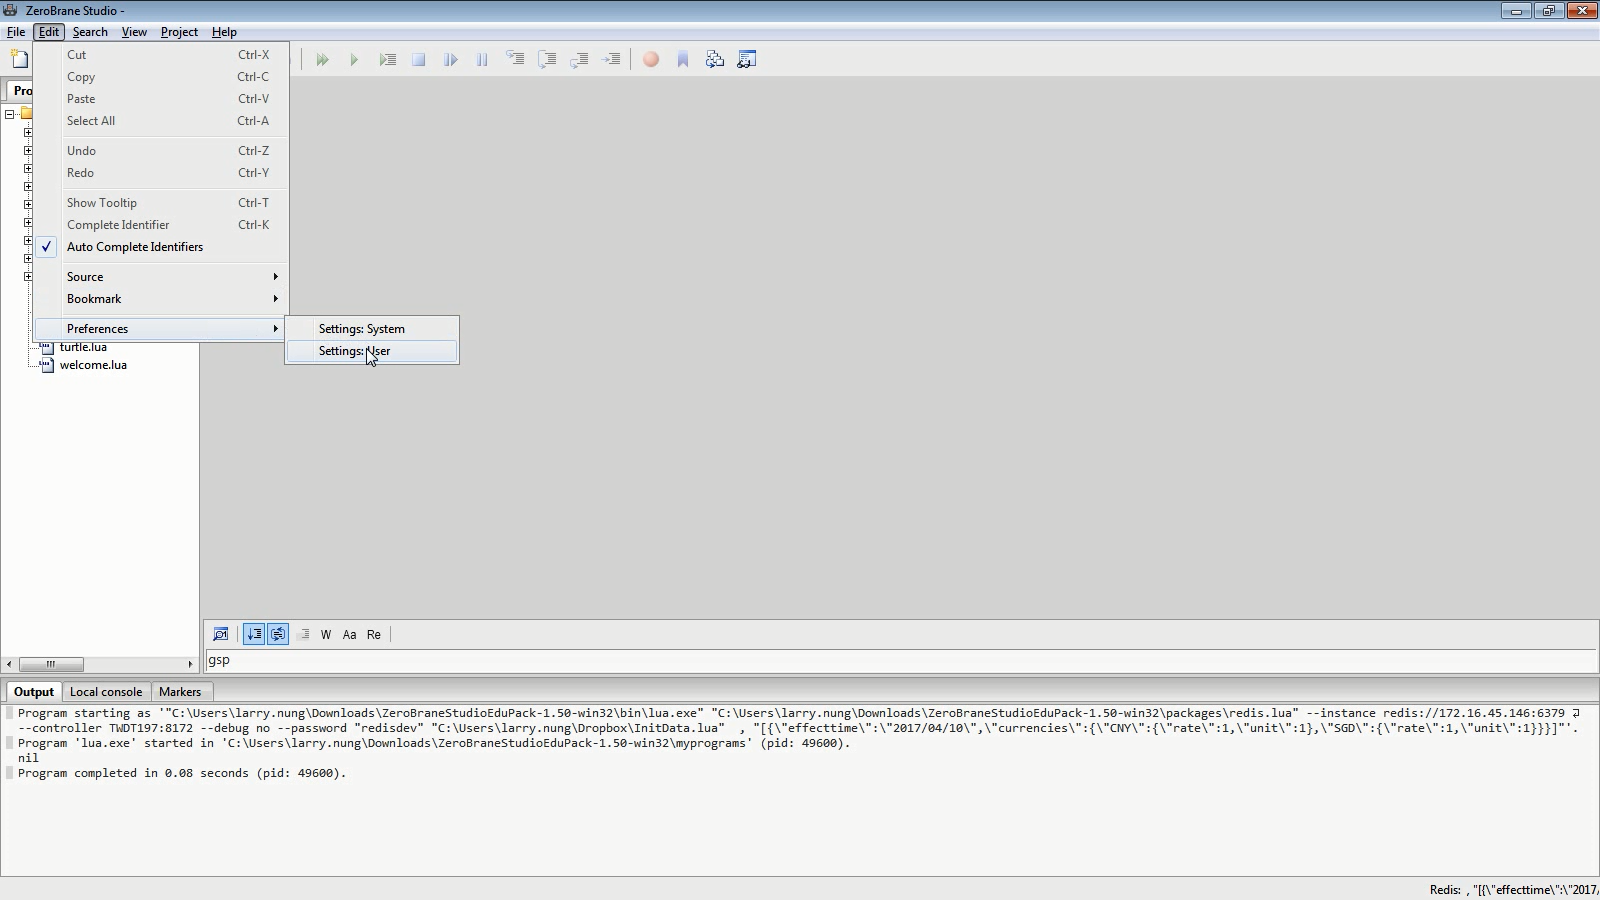 ZeroBrane Studio -
File Edit Search View Project Help
Cut Ctrl-X
Copy Ctrl-C
Paste Ctrl-V
Select All Ctrl-A
Undo Ctrl-Z
Redo Ctrl-Y
Show Tooltip Ctrl-T
Complete Identifier Ctrl-K
Auto Complete Identifiers
Source
Bookmark
Preferences
Settings: System
Settings: User
Pro
turtle.lua
welcome.lua
W Aa Re
gsp
Output Local console Markers
Program starting as '"C:\Users\larry.nung\Downloads\ZeroBraneStudioEduPack-1.50-win32\bin\lua.exe" "C:\Users\larry.nung\Downloads\ZeroBraneStudioEduPack-1.50-win32\packages\redis.lua" --instance redis://172.16.45.146:6379
--controller TWDT197:8172 --debug no --password "redisdev" "C:\Users\larry.nung\Dropbox\InitData.lua" , "[{\"effecttime\":\"2017/04/10\",\"currencies\":{\"CNY\":{\"rate\":1,\"unit\":1},\"SGD\":{\"rate\":1,\"unit\":1}}}]"'.
Program 'lua.exe' started in 'C:\Users\larry.nung\Downloads\ZeroBraneStudioEduPack-1.50-win32\myprograms' (pid: 49600).
nil
Program completed in 0.08 seconds (pid: 49600).
Redis: , "[{\"effecttime\":\"2017/